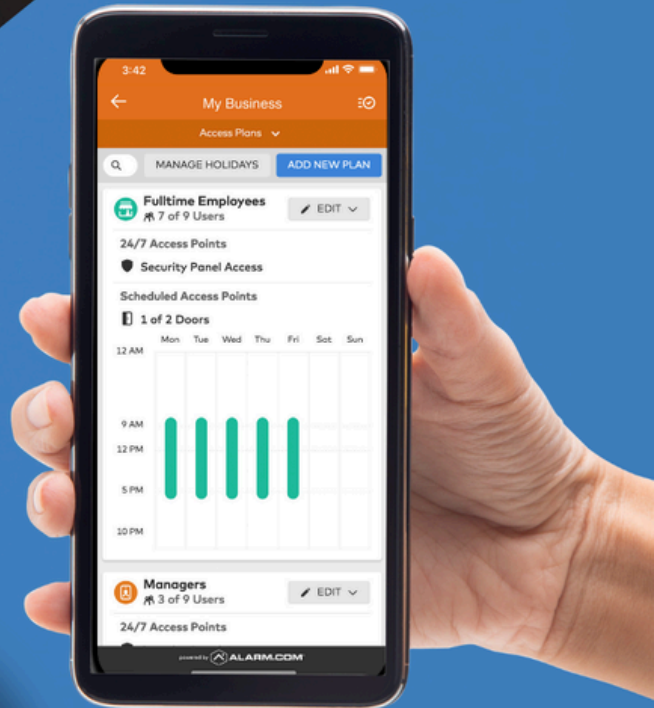 3:42
My Business
Access Plans
MANAGE HOLIDAYS
ADD NEW PLAN
Fulltime Employees
7 of 9 Users
EDIT
24/7 Access Points
Security Panel Access
Scheduled Access Points
1 of 2 Doors
Mon Tue Wed Thu Fri Sat Sun
12 AM
9 AM
12 PM
5 PM
10 PM
Managers
3 of 9 Users
EDIT
24/7 Access Points
powered by ALARM.COM